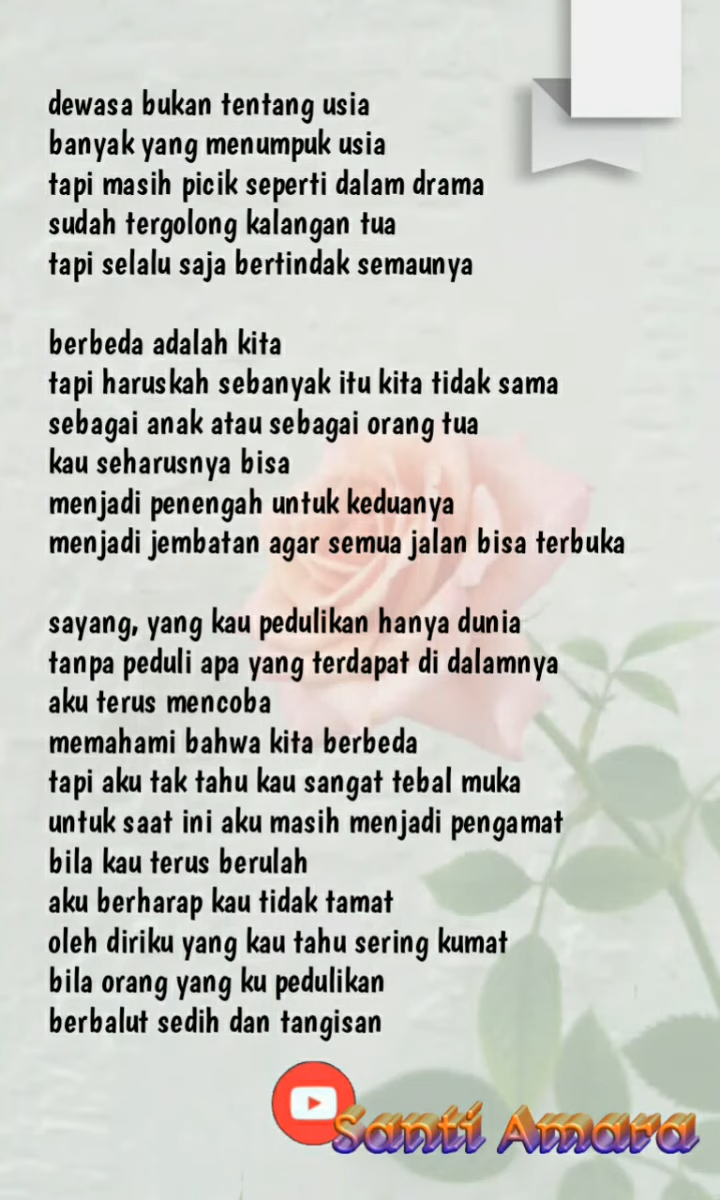 dewasa bukan tentang usia
banyak yang menumpuk usia
tapi masih picik seperti dalam drama
sudah tergolong kalangan tua
tapi selalu saja bertindak semaunya
berbeda adalah kita
tapi haruskah sebanyak itu kita tidak sama
sebagai anak atau sebagai orang tua
kau seharusnya bisa
menjadi penengah untuk keduanya
menjadi jembatan agar semua jalan bisa terbuka
sayang, yang kau pedulikan hanya dunia
tanpa peduli apa yang terdapat di dalamnya
aku terus mencoba
memahami bahwa kita berbeda
tapi aku tak tahu kau sangat tebal muka
untuk saat ini aku masih menjadi pengamat
bila kau terus berulah
aku berharap kau tidak tamat
oleh diriku yang kau tahu sering kumat
bila orang yang ku pedulikan
berbalut sedih dan tangisan
Santi Amara